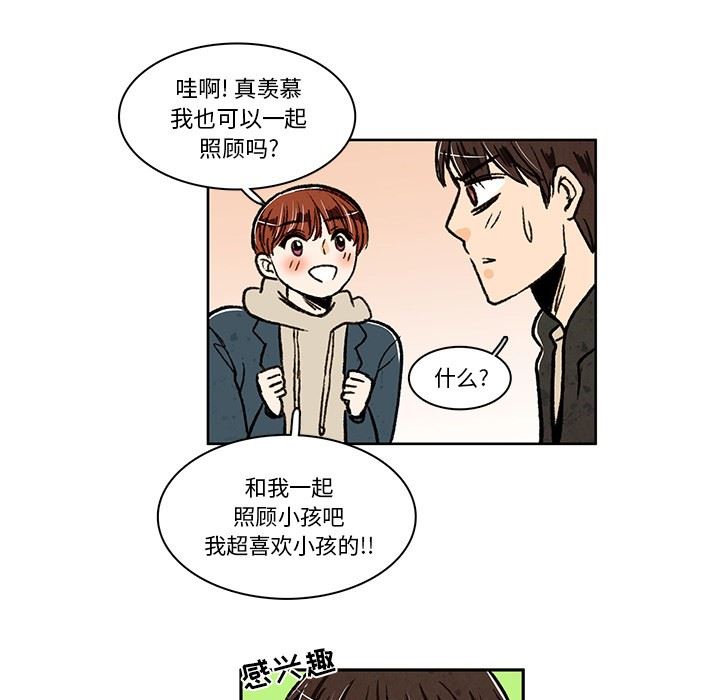 哇啊! 真羡慕
我也可以一起
照顾吗?
什么?
和我一起
照顾小孩吧
我超喜欢小孩的!!
感兴趣